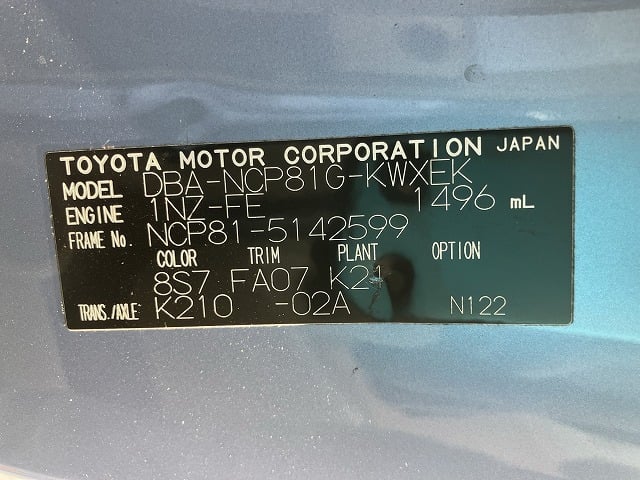 TOYOTA MOTOR CORPORATION JAPAN
MODEL DBA-NCP81G-KWXEK
ENGINE 1NZ-FE 1496 mL
FRAME No. NCP81-5142599
COLOR TRIM PLANT OPTION
8S7 FA07 K21
TRANS./AXLE K210 -02A N122